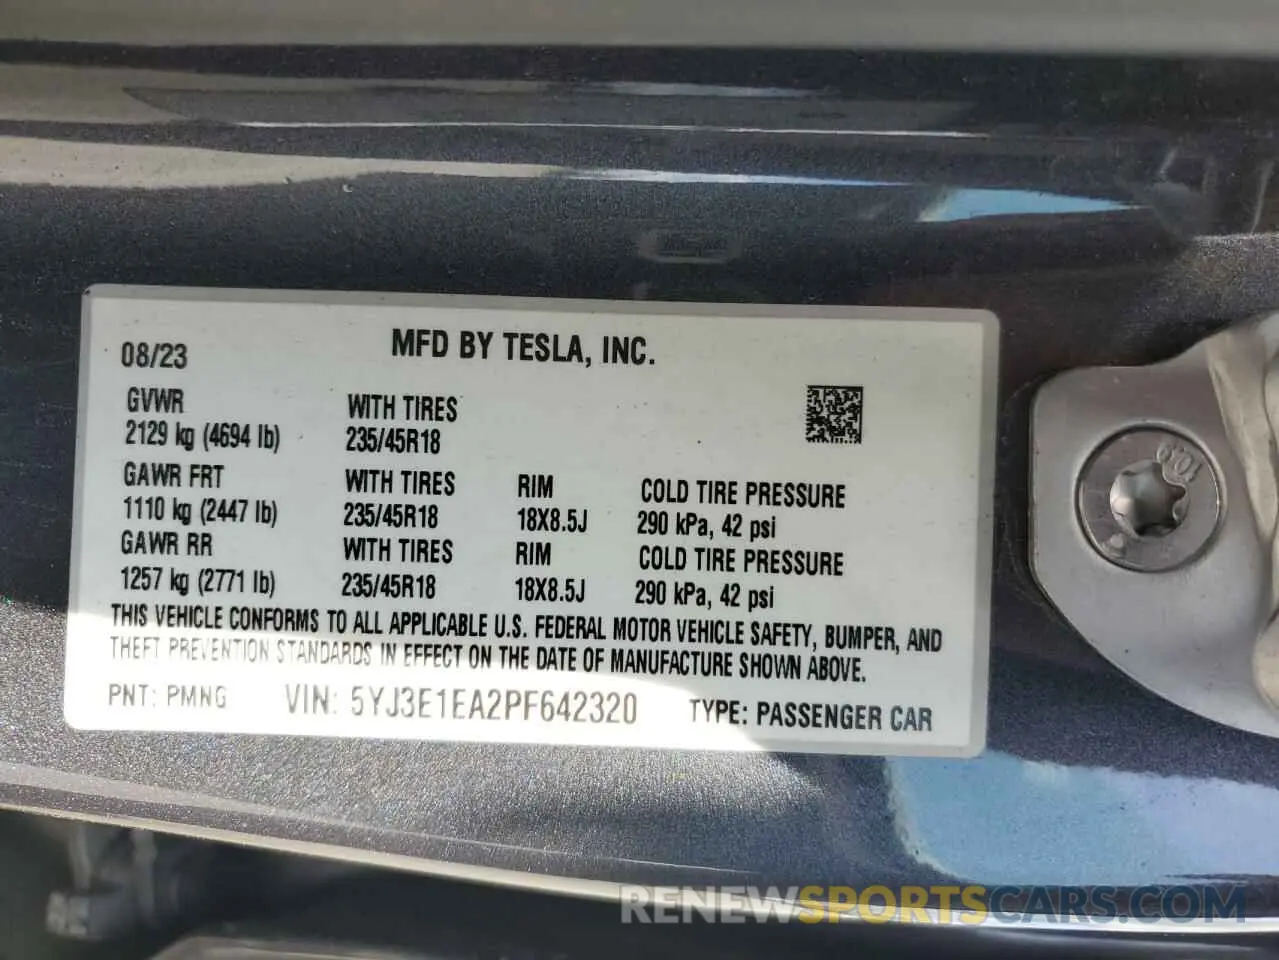 08/23 MFD BY TESLA, INC.
GVWR WITH TIRES
2129 kg (4694 lb) 235/45R18
GAWR FRT WITH TIRES RIM COLD TIRE PRESSURE
1110 kg (2447 lb) 235/45R18 18X8.5J 290 kPa, 42 psi
GAWR RR WITH TIRES RIM COLD TIRE PRESSURE
1257 kg (2771 lb) 235/45R18 18X8.5J 290 kPa, 42 psi
THIS VEHICLE CONFORMS TO ALL APPLICABLE U.S. FEDERAL MOTOR VEHICLE SAFETY, BUMPER, AND
THEFT PREVENTION STANDARDS IN EFFECT ON THE DATE OF MANUFACTURE SHOWN ABOVE.
PNT: PMNG VIN: 5YJ3E1EA2PF642320 TYPE: PASSENGER CAR
10.9
RENEWSPORTSCARS.COM